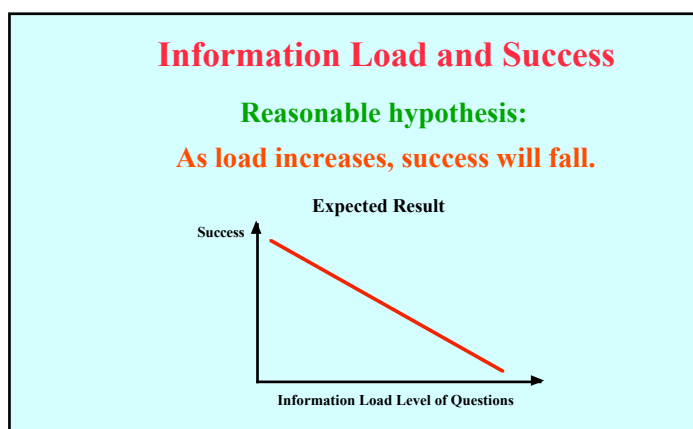 Information Load and Success
Reasonable hypothesis:
As load increases, success will fall.
Expected Result
Success
Information Load Level of Questions